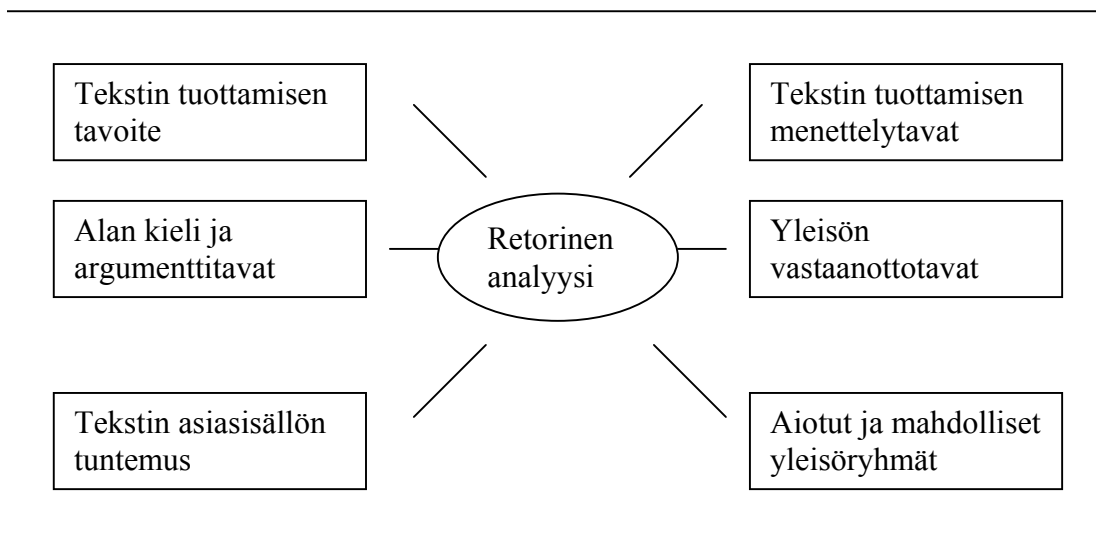 Tekstin tuottamisen
tavoite
Tekstin tuottamisen
menettelytavat
Alan kieli ja
argumenttitavat
Retorinen
analyysi
Yleisön
vastaanottotavat
Tekstin asiasisällön
tuntemus
Aiotut ja mahdolliset
yleisöryhmät